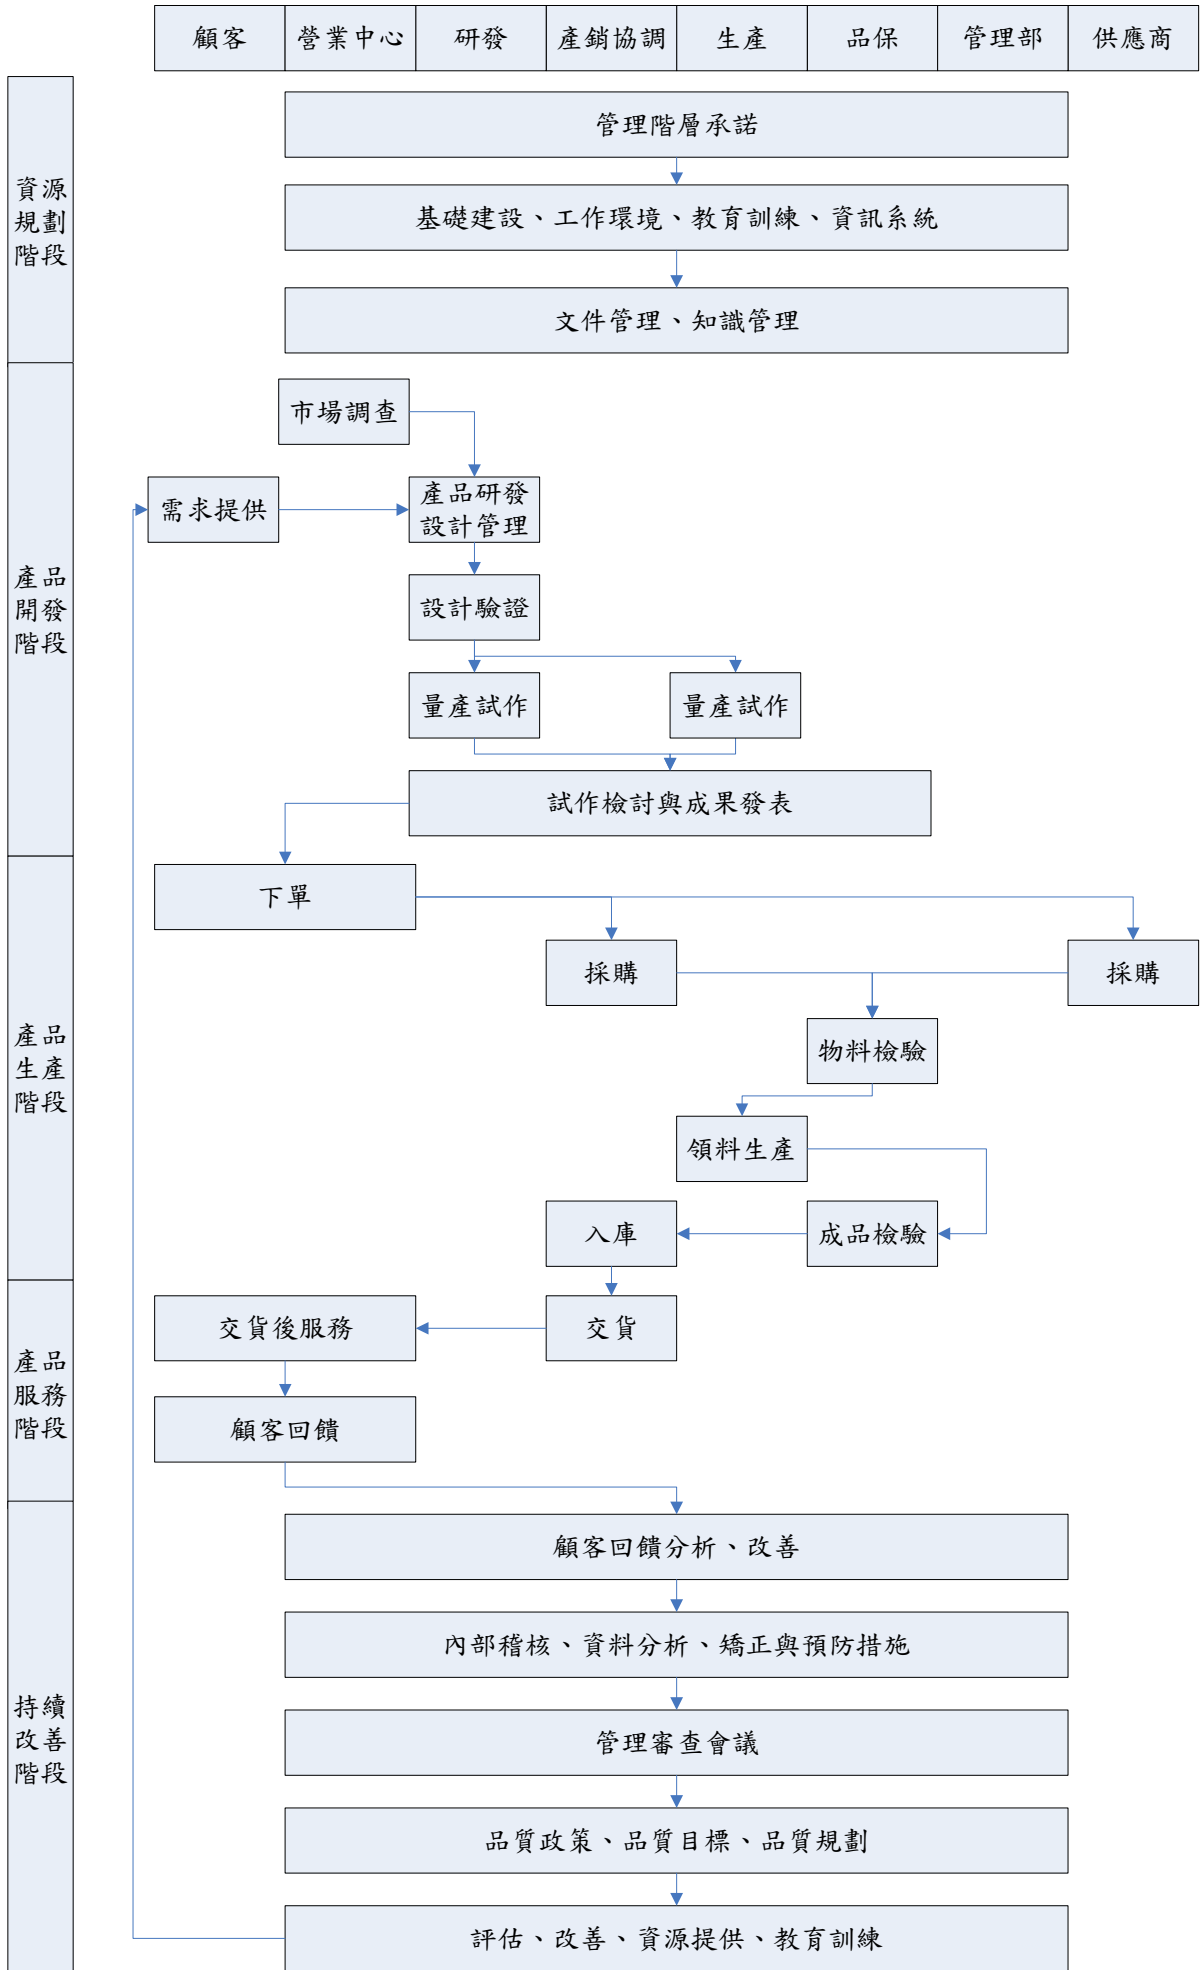 顧客
營業中心
研發
產銷協調
生產
品保
管理部
供應商
資源
規劃
階段
管理階層承諾
基礎建設、工作環境、教育訓練、資訊系統
文件管理、知識管理
產品
開發
階段
市場調查
需求提供
產品研發
設計管理
設計驗證
量產試作
量產試作
試作檢討與成果發表
產品
生產
階段
下單
採購
採購
物料檢驗
領料生產
入庫
成品檢驗
產品
服務
階段
交貨後服務
交貨
顧客回饋
持續
改善
階段
顧客回饋分析、改善
內部稽核、資料分析、矯正與預防措施
管理審查會議
品質政策、品質目標、品質規劃
評估、改善、資源提供、教育訓練